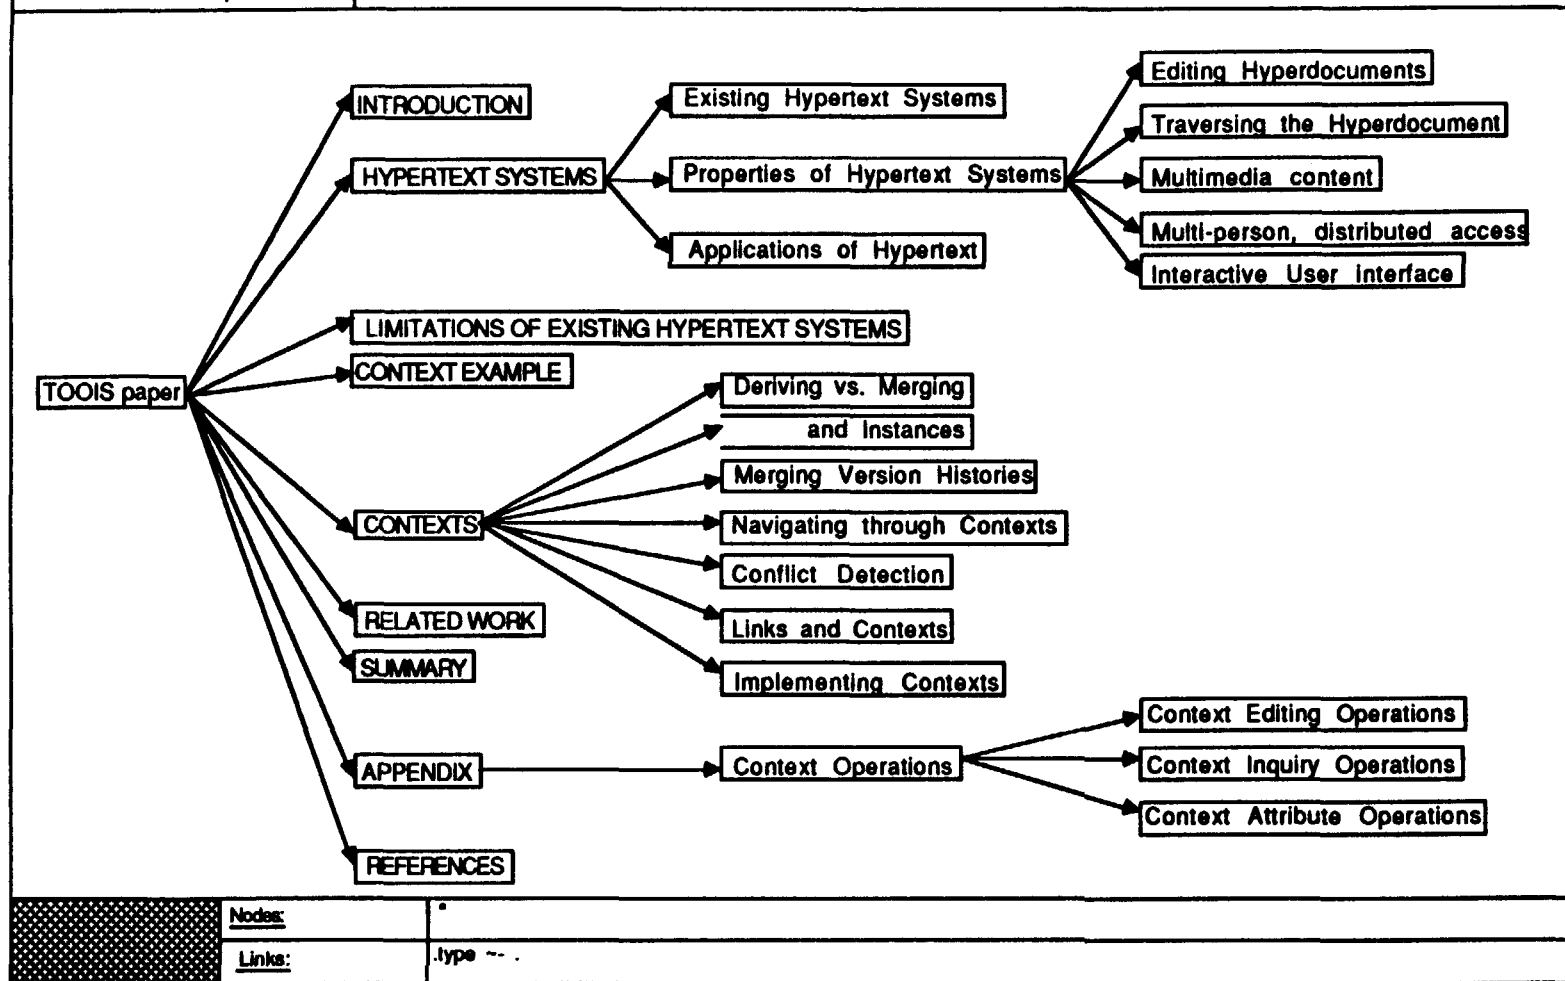 TOOIS paper
INTRODUCTION
HYPERTEXT SYSTEMS
Existing Hypertext Systems
Properties of Hypertext Systems
Editing Hyperdocuments
Traversing the Hyperdocument
Multimedia content
Multi-person, distributed access
Interactive User interface
Applications of Hypertext
LIMITATIONS OF EXISTING HYPERTEXT SYSTEMS
CONTEXT EXAMPLE
CONTEXTS
Deriving vs. Merging
and Instances
Merging Version Histories
Navigating through Contexts
Conflict Detection
Links and Contexts
Implementing Contexts
RELATED WORK
SUMMARY
APPENDIX
Context Operations
Context Editing Operations
Context Inquiry Operations
Context Attribute Operations
REFERENCES
Nodes:
Links:
.type ~- .